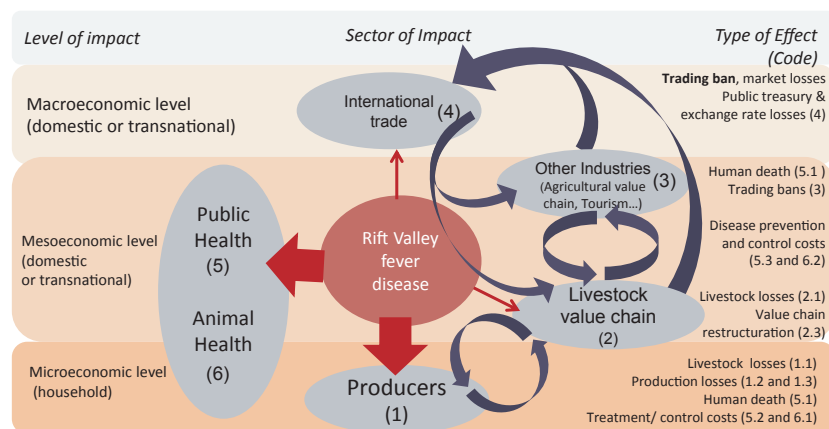 Level of impact
Sector of Impact
Type of Effect
(Code)
Macroeconomic level
(domestic or transnational)
International
trade
(4)
Trading ban, market losses
Public treasury &
exchange rate losses (4)
Other Industries
(Agricultural value
chain, Tourism...)
(3)
Human death (5.1 )
Trading bans (3)
Mesoeconomic level
(domestic
or transnational)
Public
Health
(5)
Animal
Health
(6)
Rift Valley
fever
disease
Disease prevention
and control costs
(5.3 and 6.2)
Livestock
value chain
(2)
Livestock losses (2.1)
Value chain
restructuration (2.3)
Microeconomic level
(household)
Producers
(1)
Livestock losses (1.1)
Production losses (1.2 and 1.3)
Human death (5.1)
Treatment/ control costs (5.2 and 6.1)